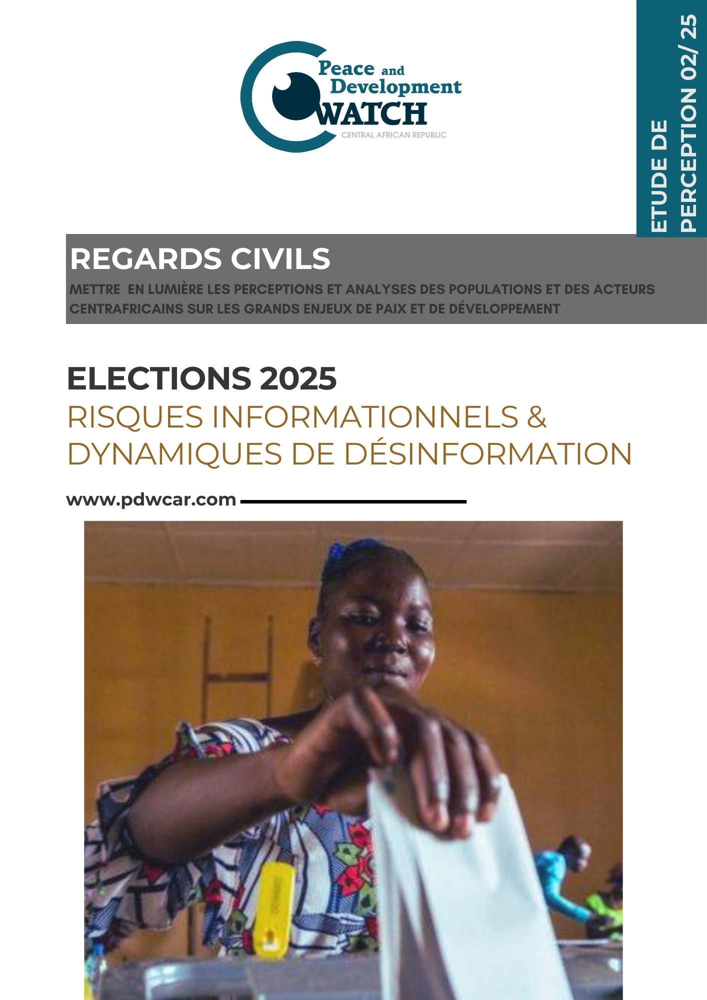 Peace and
Development
WATCH
CENTRAL AFRICAN REPUBLIC
ETUDE DE
PERCEPTION 02/ 25
REGARDS CIVILS
METTRE EN LUMIÈRE LES PERCEPTIONS ET ANALYSES DES POPULATIONS ET DES ACTEURS
CENTRAFRICAINS SUR LES GRANDS ENJEUX DE PAIX ET DE DÉVELOPPEMENT
ELECTIONS 2025
RISQUES INFORMATIONNELS &
DYNAMIQUES DE DÉSINFORMATION
www.pdwcar.com